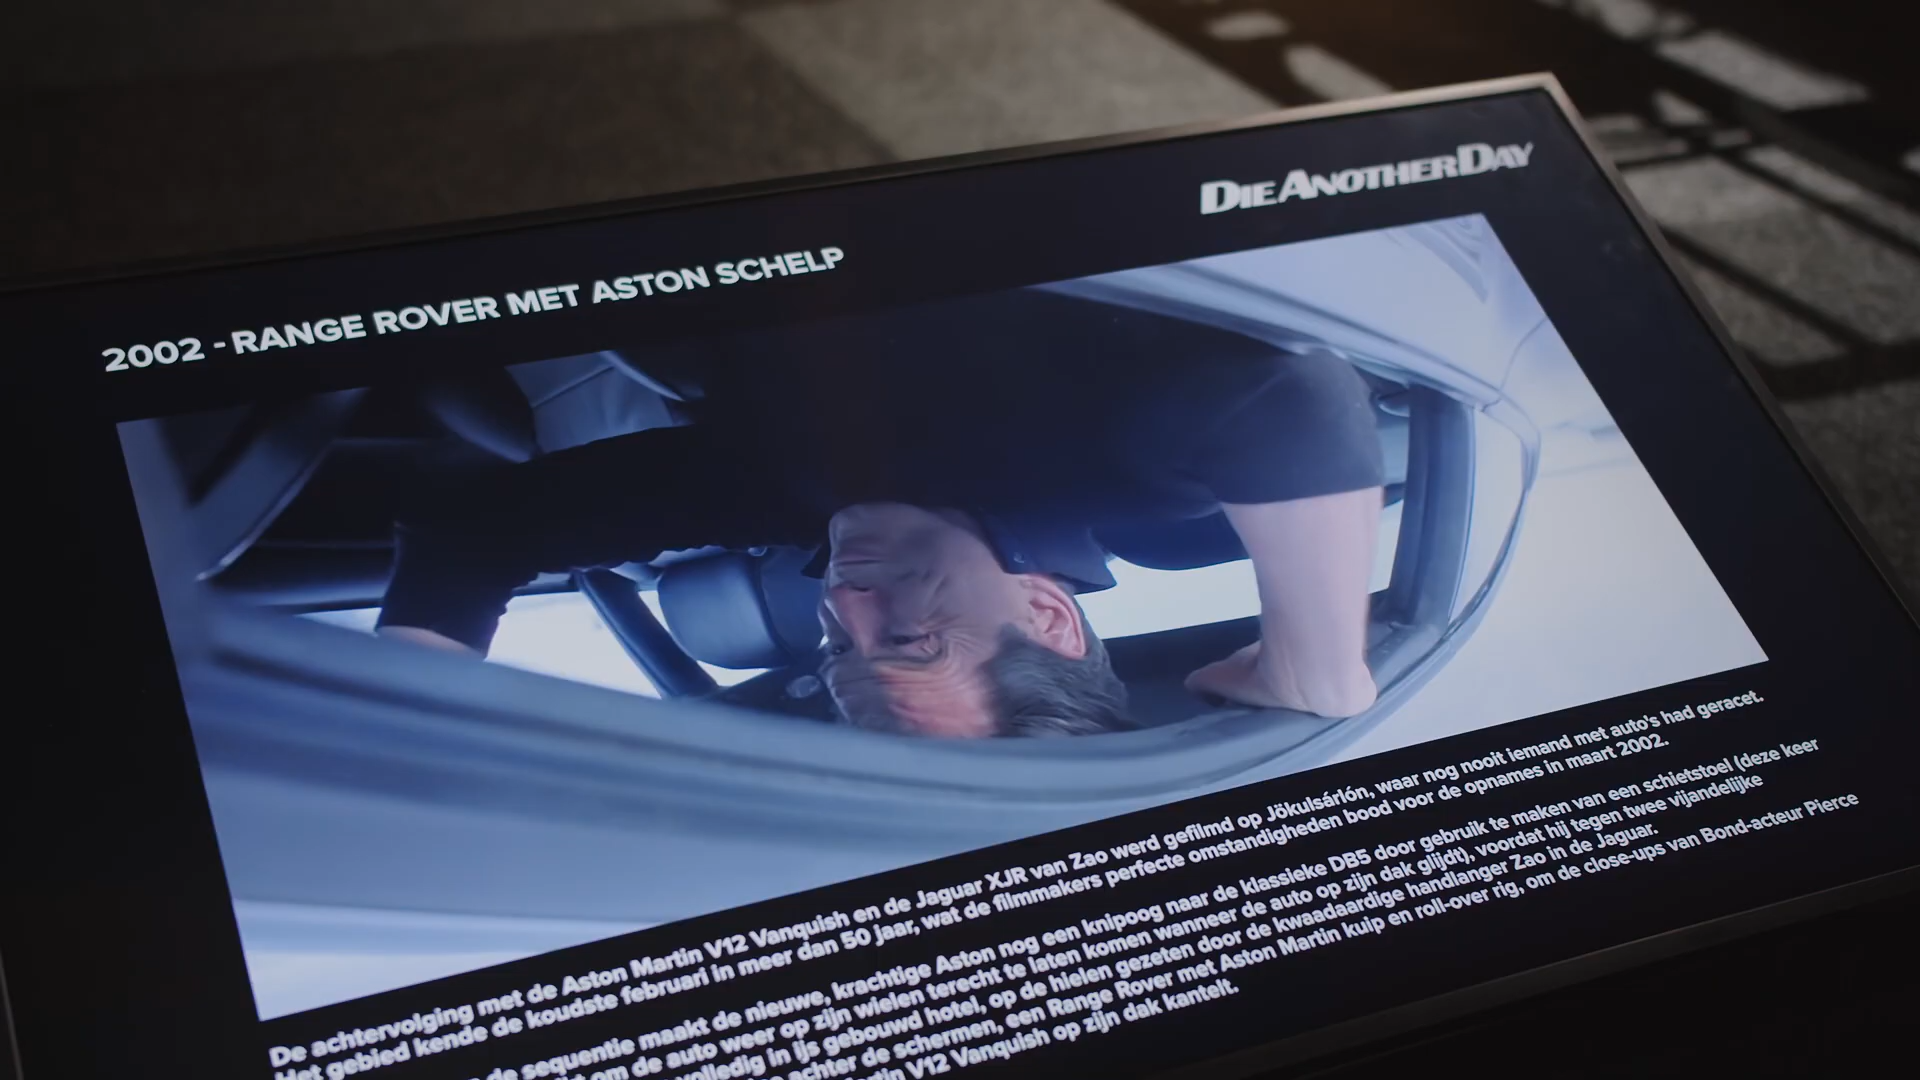 DIE ANOTHER DAY
2002 - RANGE ROVER MET ASTON SCHELP
De achtervolging met de Aston Martin V12 Vanquish en de Jaguar XJR van Zao werd gefilmd op Jökulsárlón, waar nog nooit iemand met auto's had geracet.
Het gebied kende de koudste februari in meer dan 50 jaar, wat de filmmakers perfecte omstandigheden bood voor de opnames in maart 2002.
de sequentie maakt de nieuwe, krachtige Aston nog een knipoog naar de klassieke DB5 door gebruik te maken van een schietstoel (deze keer
om de auto weer op zijn wielen terecht te laten komen wanneer de auto op zijn dak glijdt), voordat hij tegen twee vijandelijke
volledig in ijs gebouwd hotel, op de hielen gezeten door de kwaadaardige handlanger Zao in de Jaguar.
achter de schermen, een Range Rover met Aston Martin kuip en roll-over rig, om de close-ups van Bond-acteur Pierce
V12 Vanquish op zijn dak kantelt.